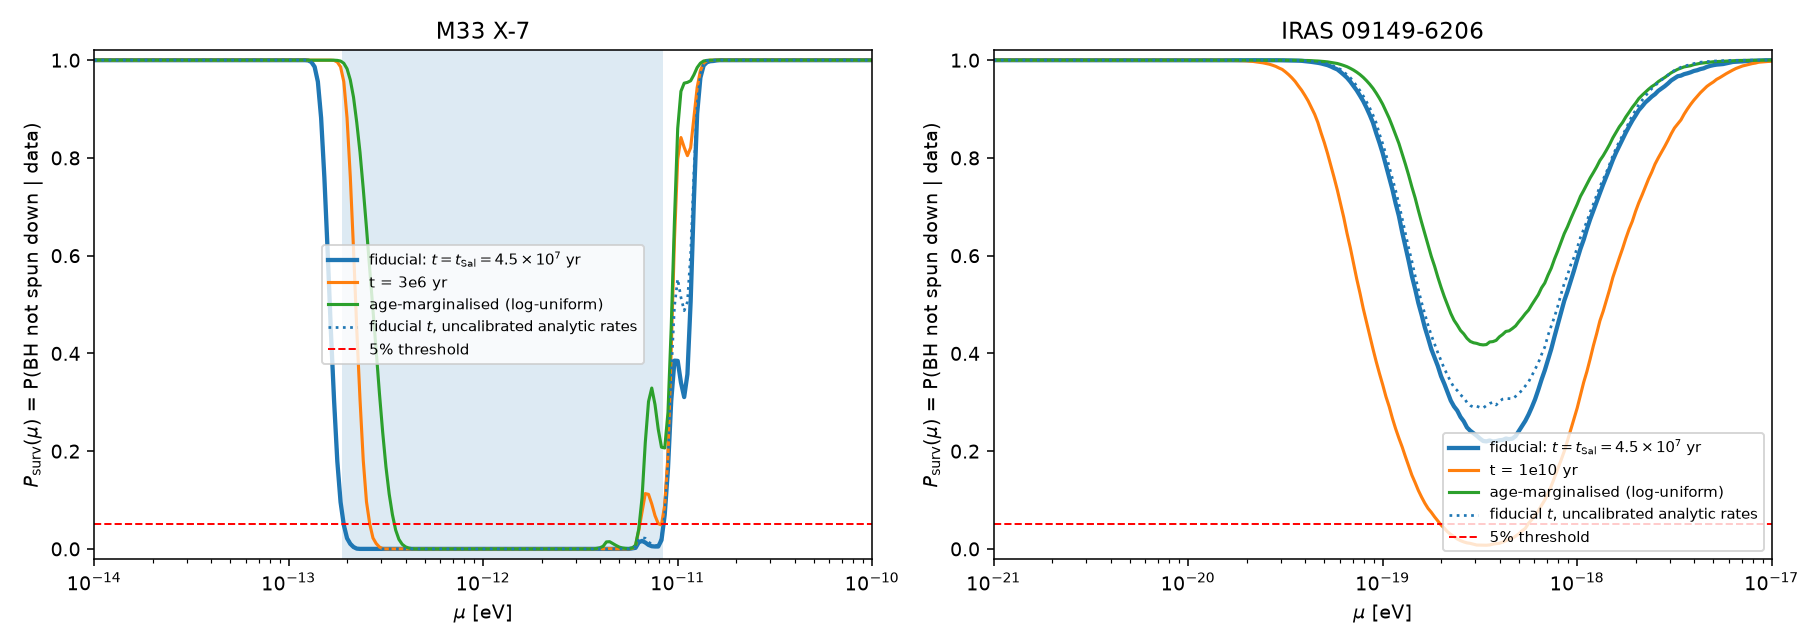 M33 X-7
P_surv(μ) = P(BH not spun down | data)
1.0
0.8
0.6
0.4
0.2
0.0
fiducial: t = t_Sal = 4.5 × 10^7 yr
t = 3e6 yr
age-marginalised (log-uniform)
fiducial t, uncalibrated analytic rates
5% threshold
10^−14
10^−13
10^−12
10^−11
10^−10
μ [eV]
IRAS 09149-6206
P_surv(μ) = P(BH not spun down | data)
1.0
0.8
0.6
0.4
0.2
0.0
fiducial: t = t_Sal = 4.5 × 10^7 yr
t = 1e10 yr
age-marginalised (log-uniform)
fiducial t, uncalibrated analytic rates
5% threshold
10^−21
10^−20
10^−19
10^−18
10^−17
μ [eV]